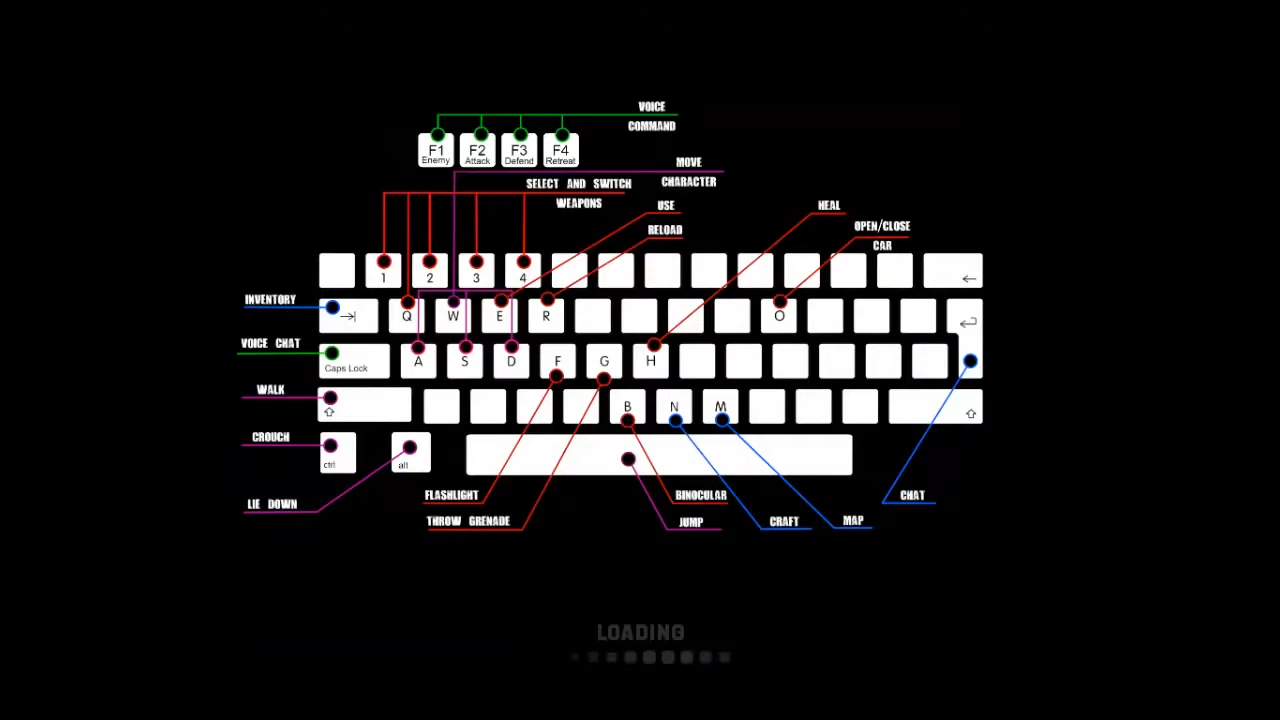 VOICE
COMMAND
F1 F2 F3 F4
Enemy Attack Defend Retreat
MOVE
CHARACTER
SELECT AND SWITCH
WEAPONS
USE
RELOAD
HEAL
OPEN/CLOSE
CAR
1 2 3 4 ←
INVENTORY
Q W E R O
VOICE CHAT
A S D F G H
Caps Lock
WALK
B N M
CROUCH
ctrl alt
LIE DOWN
FLASHLIGHT
BINOCULAR
CHAT
THROW GRENADE
JUMP
CRAFT
MAP
LOADING